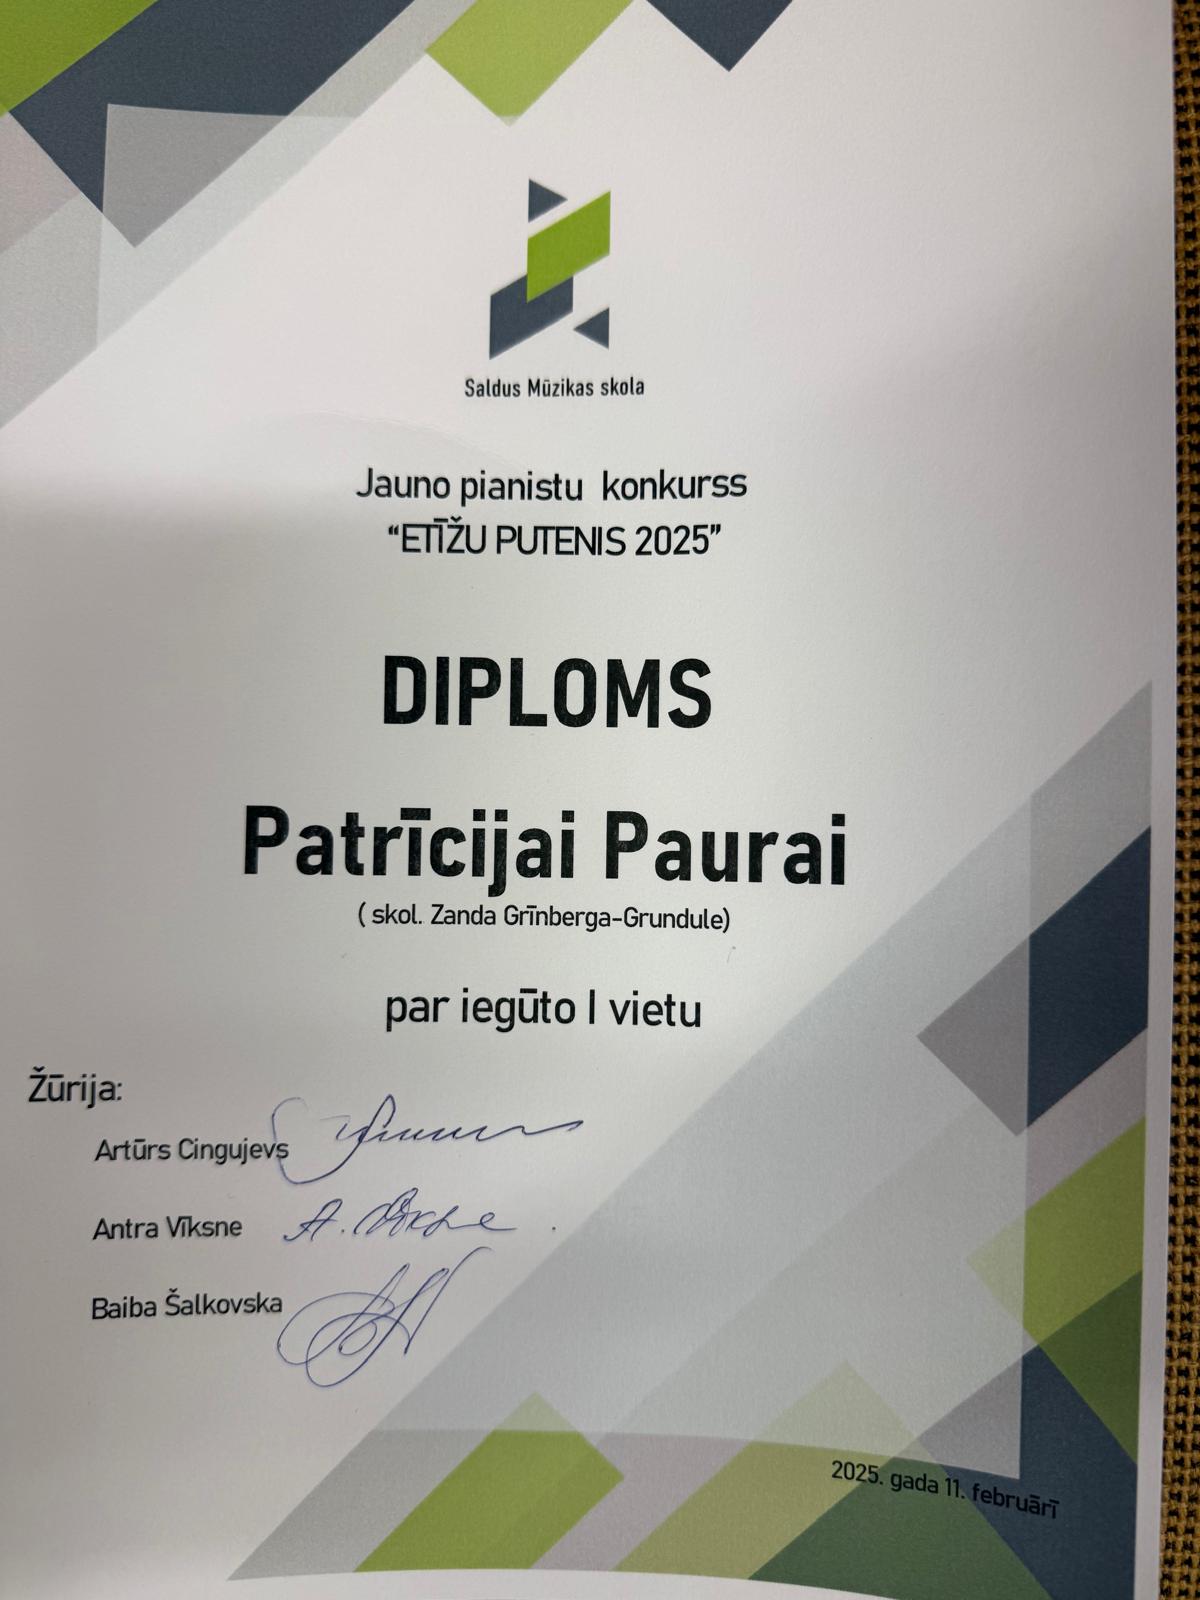 Saldus Mūzikas skola
Jauno pianistu konkurss
“ETĪŽU PUTENIS 2025”
DIPLOMS
Patrīcijai Paurai
( skol. Zanda Grīnberga-Grundule)
par iegūto I vietu
Žūrija:
Artūrs Cingujevs
Antra Vīksne
Baiba Šalkovska
2025. gada 11. februārī